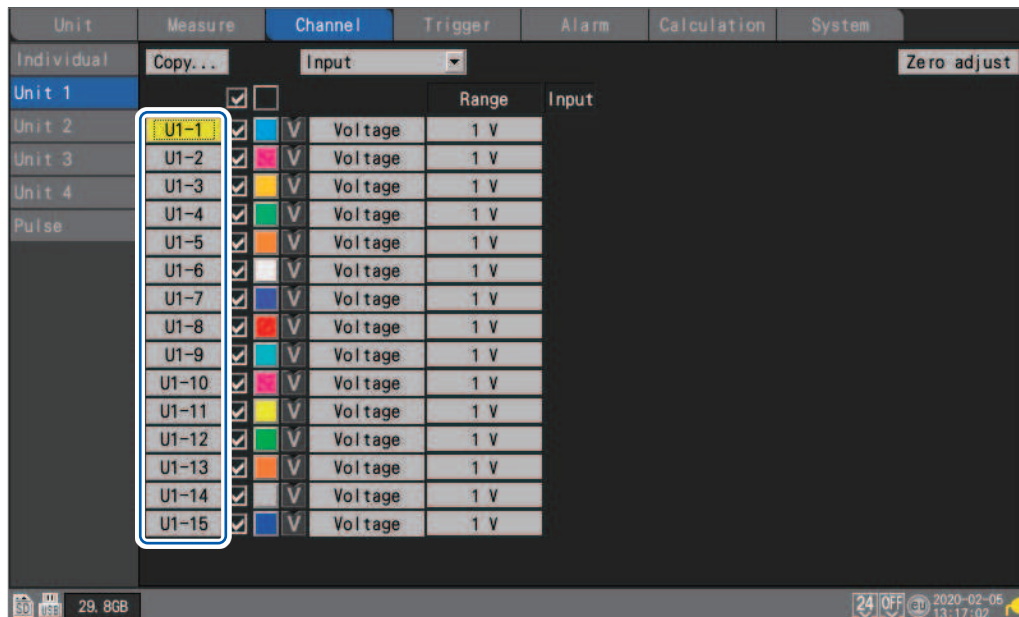 Unit Measure Channel Trigger Alarm Calculation System
Individual Copy... Input Zero adjust
Unit 1 Range Input
Unit 2 U1-1 V Voltage 1 V
Unit 3 U1-2 V Voltage 1 V
Unit 4 U1-3 V Voltage 1 V
Pulse U1-4 V Voltage 1 V
U1-5 V Voltage 1 V
U1-6 V Voltage 1 V
U1-7 V Voltage 1 V
U1-8 V Voltage 1 V
U1-9 V Voltage 1 V
U1-10 V Voltage 1 V
U1-11 V Voltage 1 V
U1-12 V Voltage 1 V
U1-13 V Voltage 1 V
U1-14 V Voltage 1 V
U1-15 V Voltage 1 V
SD USB 29.8GB 24 OFF 2020-02-05
13:17:02